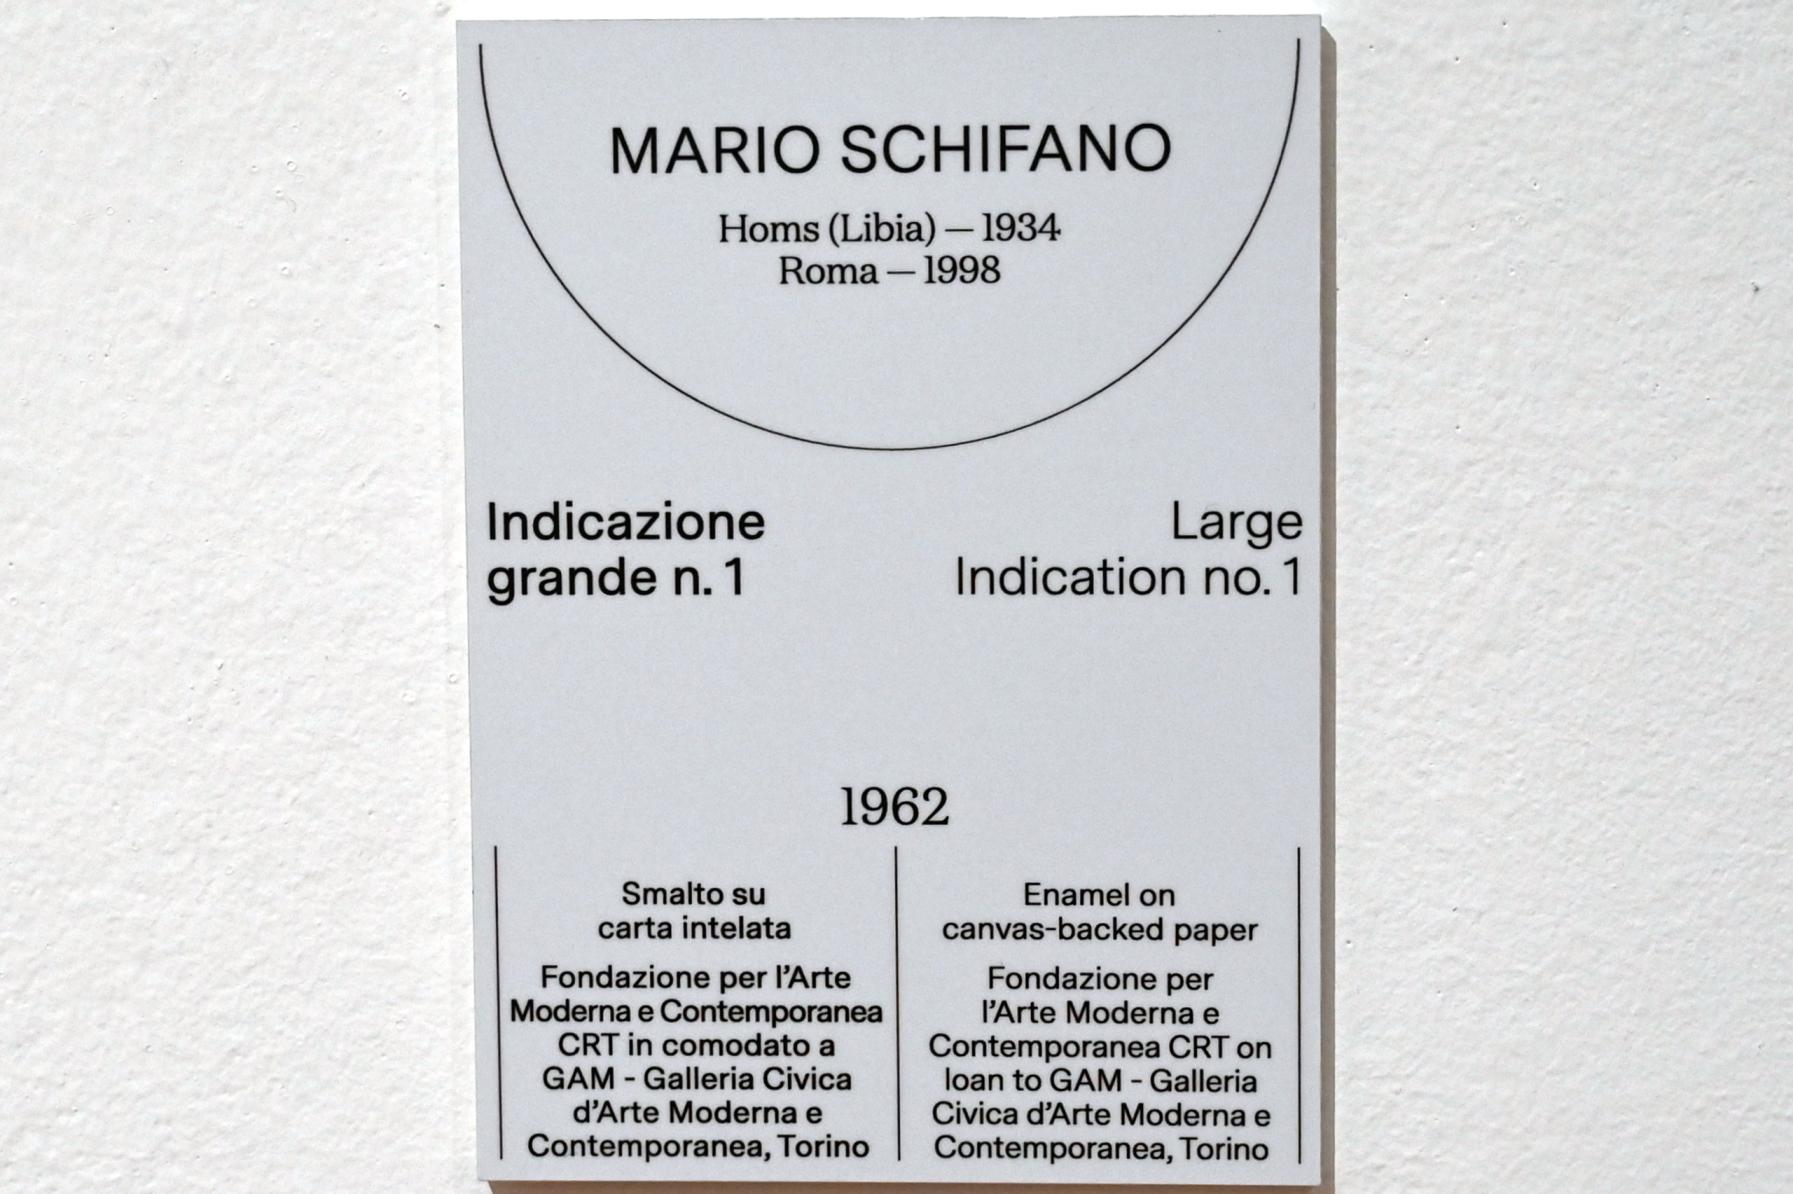 MARIO SCHIFANO
Homs (Libia) — 1934
Roma — 1998
Indicazione
grande n. 1
Large
Indication no. 1
1962
Smalto su
carta intelata
Fondazione per l’Arte
Moderna e Contemporanea
CRT in comodato a
GAM - Galleria Civica
d’Arte Moderna e
Contemporanea, Torino
Enamel on
canvas-backed paper
Fondazione per
l’Arte Moderna e
Contemporanea CRT on
loan to GAM - Galleria
Civica d’Arte Moderna e
Contemporanea, Torino